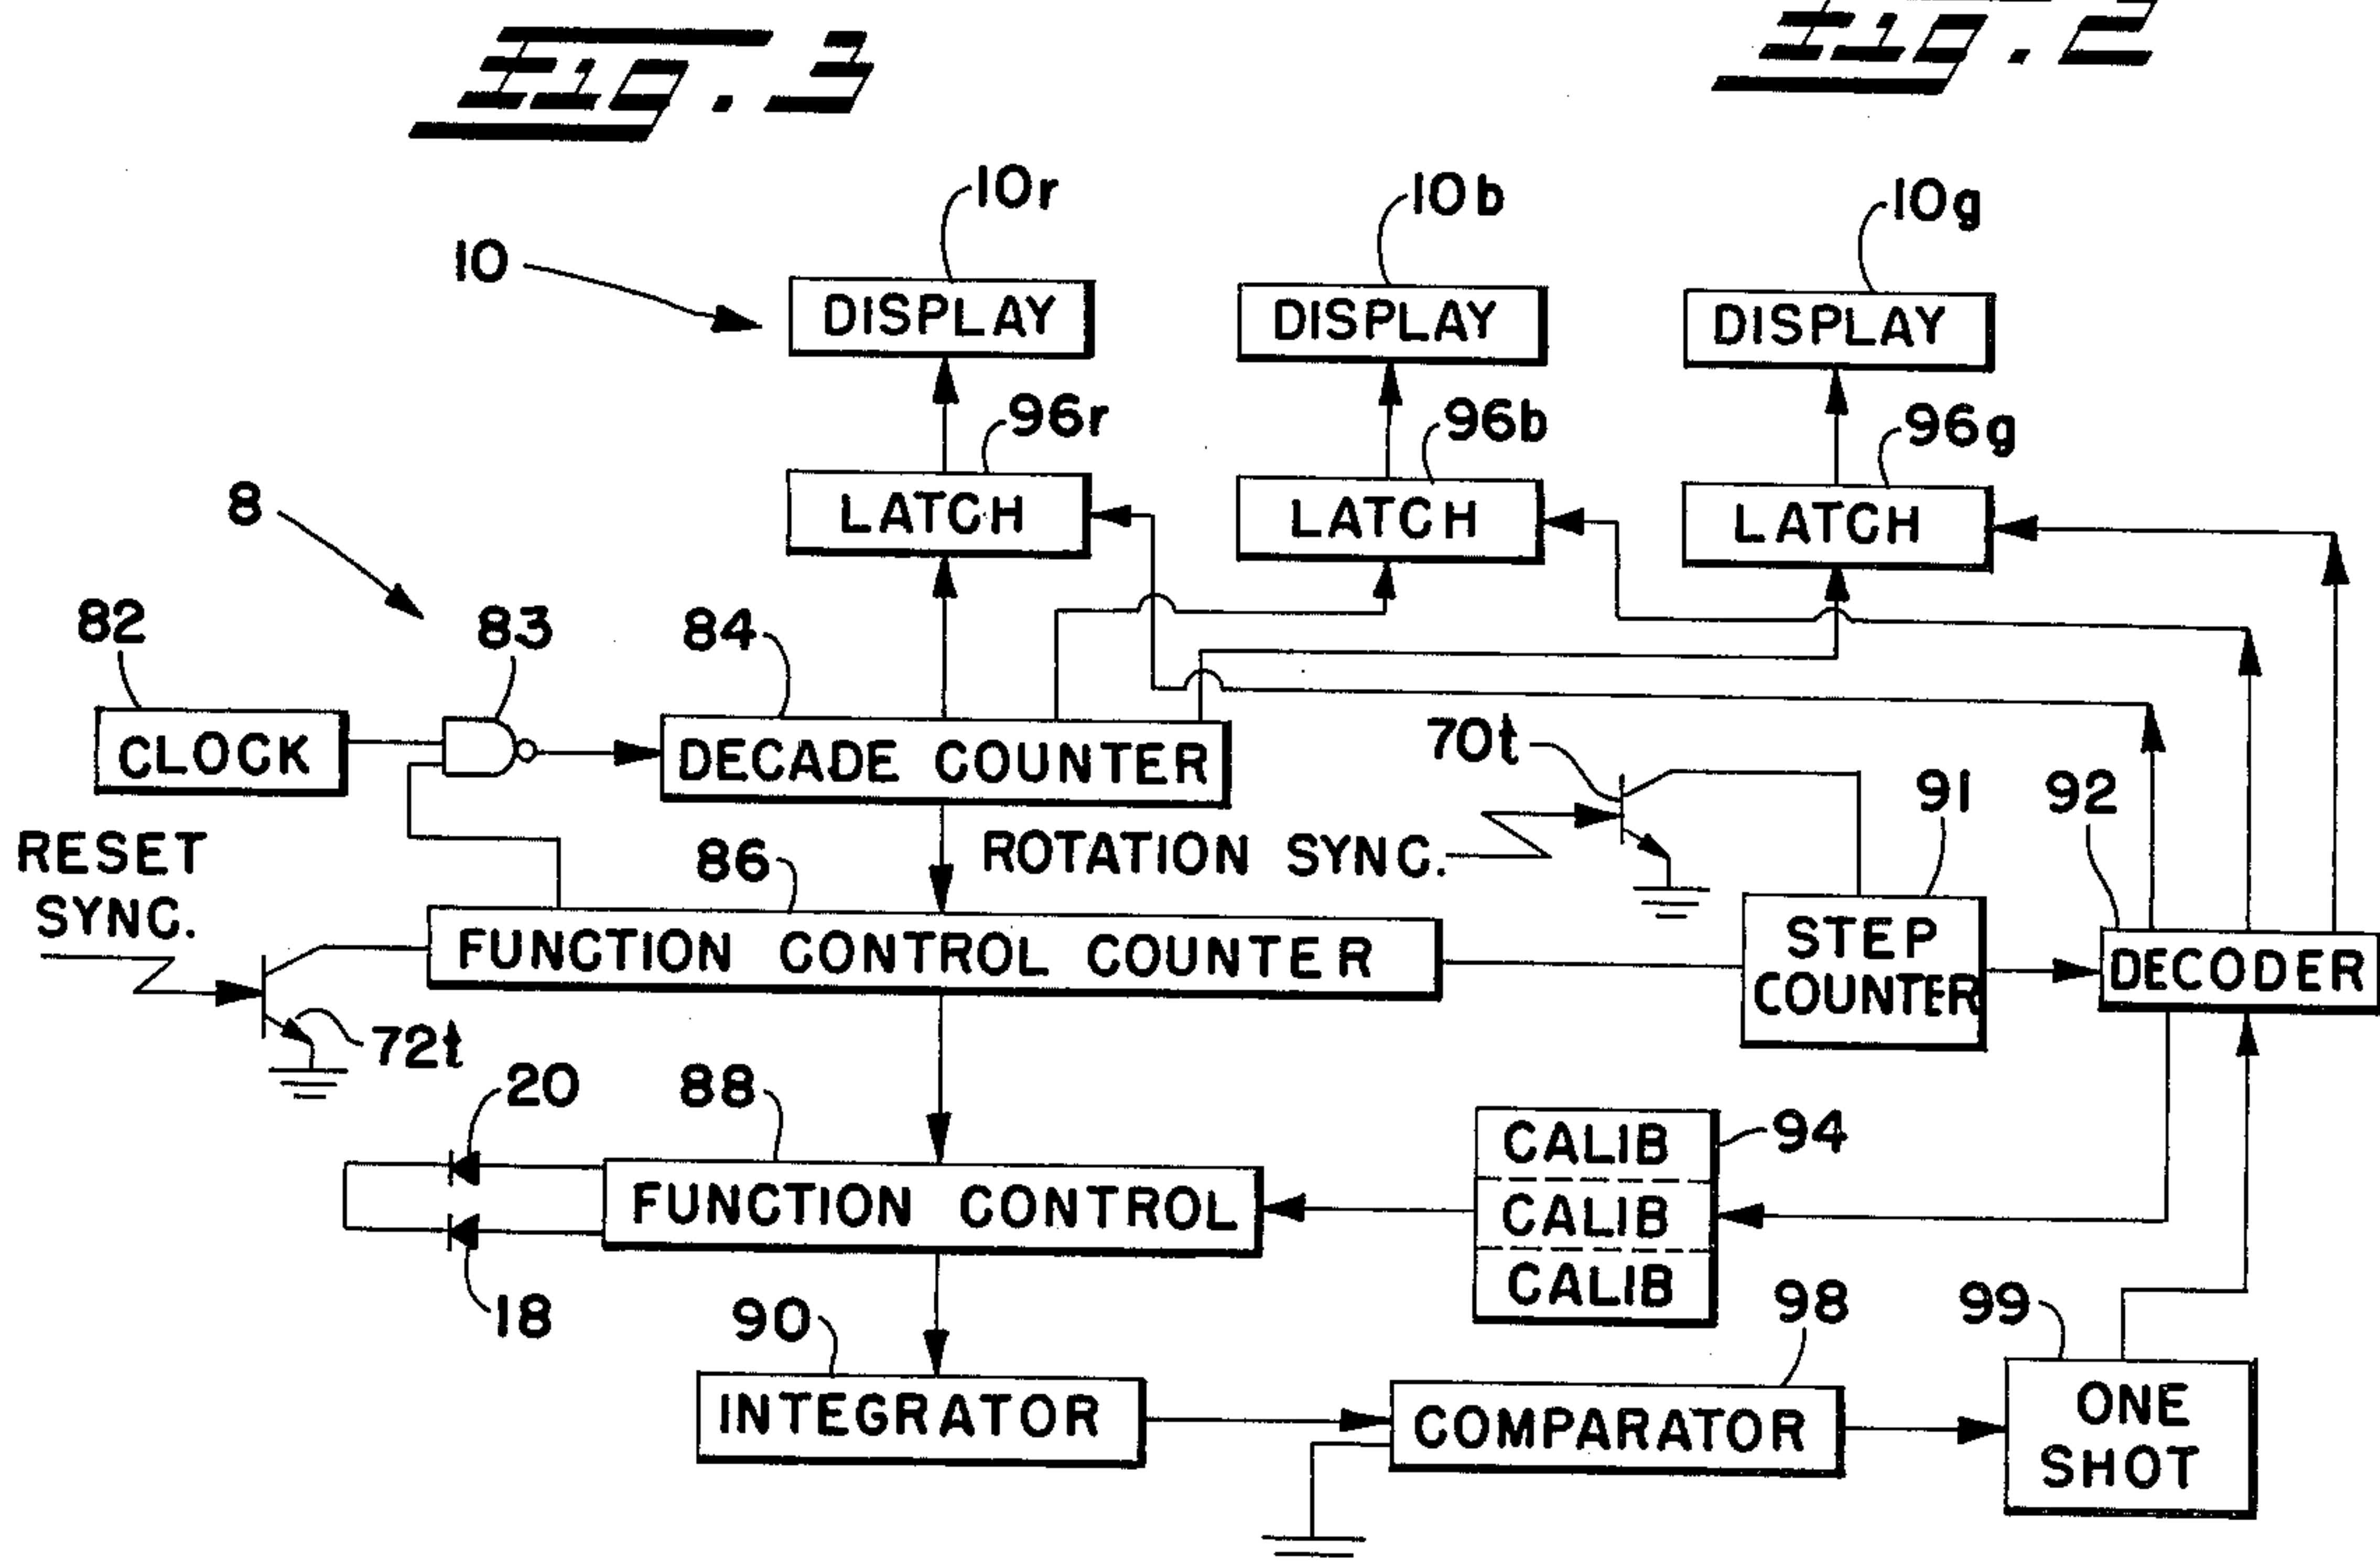 FIG. 3
FIG. 2
10r
10b
10g
10
DISPLAY
DISPLAY
DISPLAY
96r
96b
96g
8
LATCH
LATCH
LATCH
82
83
84
CLOCK
DECADE COUNTER
70t
91
92
RESET
SYNC.
86
ROTATION SYNC.
FUNCTION CONTROL COUNTER
STEP
COUNTER
DECODER
72t
20
88
CALIB
94
FUNCTION CONTROL
CALIB
18
CALIB
90
98
99
INTEGRATOR
COMPARATOR
ONE
SHOT